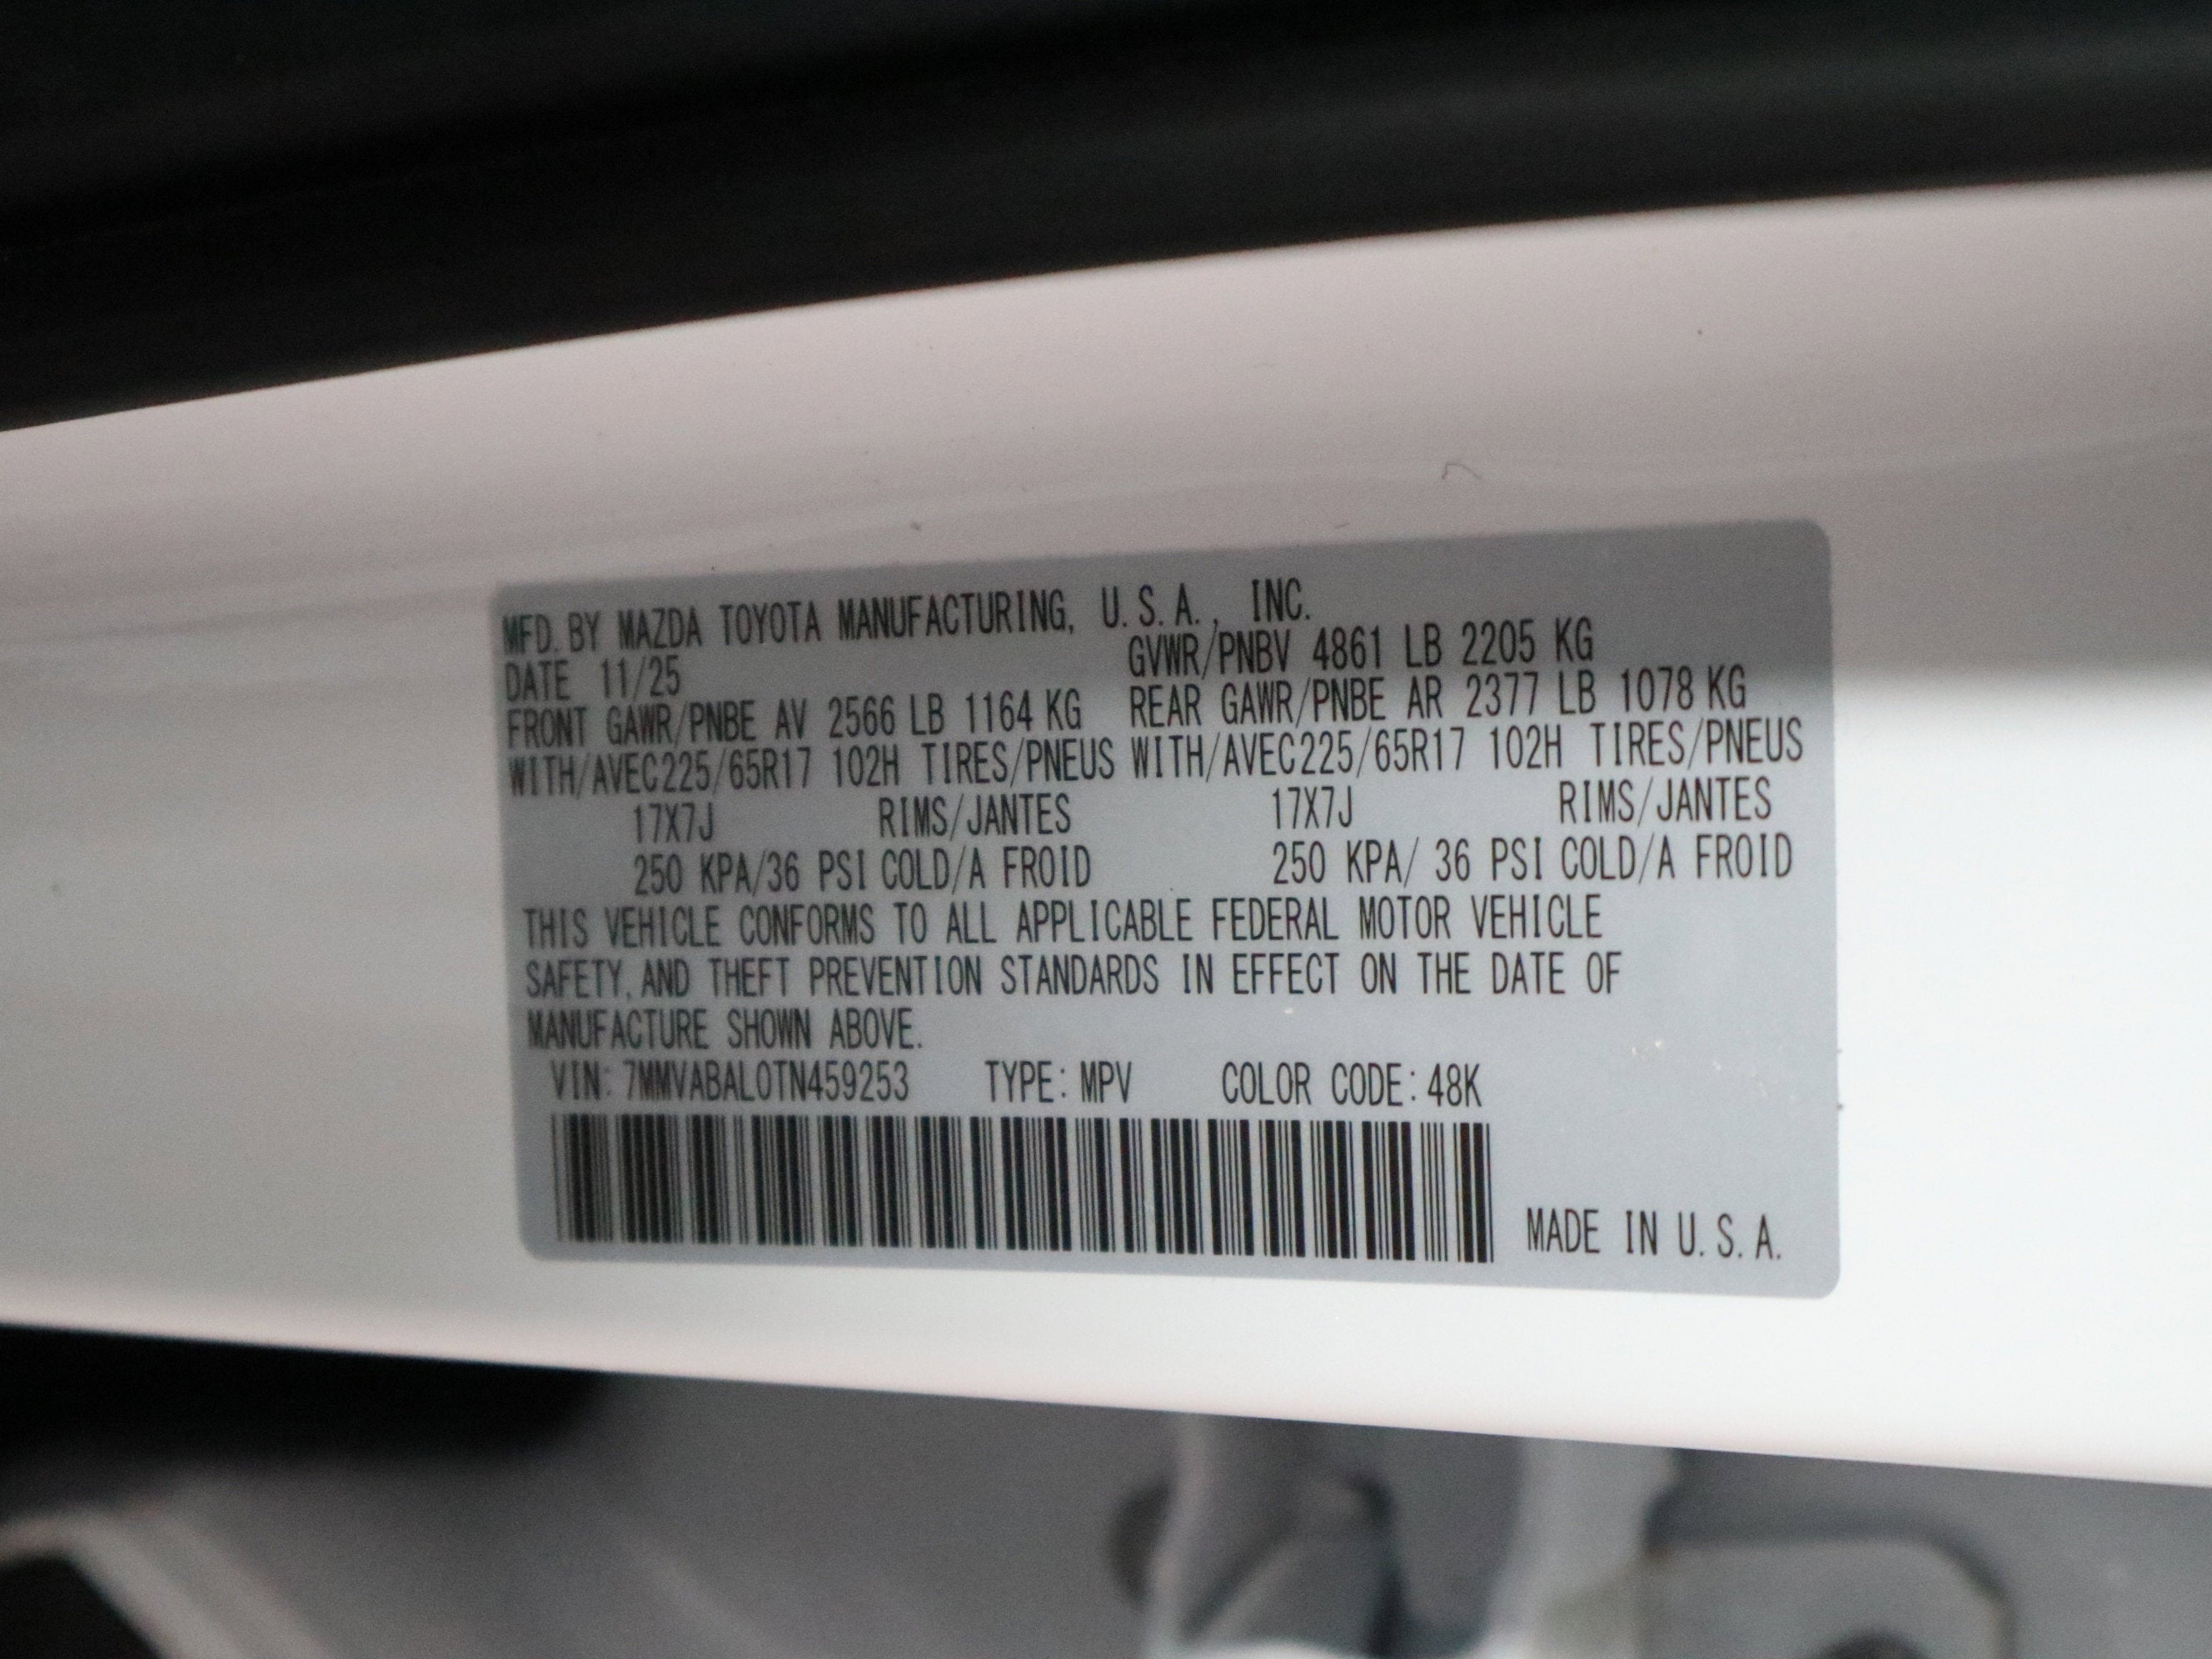 MFD. BY MAZDA TOYOTA MANUFACTURING, U.S.A., INC.
DATE 11/25 GVWR/PNBV 4861 LB 2205 KG
FRONT GAWR/PNBE AV 2566 LB 1164 KG REAR GAWR/PNBE AR 2377 LB 1078 KG
WITH/AVEC225/65R17 102H TIRES/PNEUS WITH/AVEC225/65R17 102H TIRES/PNEUS
17X7J RIMS/JANTES 17X7J RIMS/JANTES
250 KPA/36 PSI COLD/A FROID 250 KPA/ 36 PSI COLD/A FROID
THIS VEHICLE CONFORMS TO ALL APPLICABLE FEDERAL MOTOR VEHICLE
SAFETY, AND THEFT PREVENTION STANDARDS IN EFFECT ON THE DATE OF
MANUFACTURE SHOWN ABOVE.
VIN: 7MMVABAL0TN459253 TYPE: MPV COLOR CODE: 48K
MADE IN U.S.A.